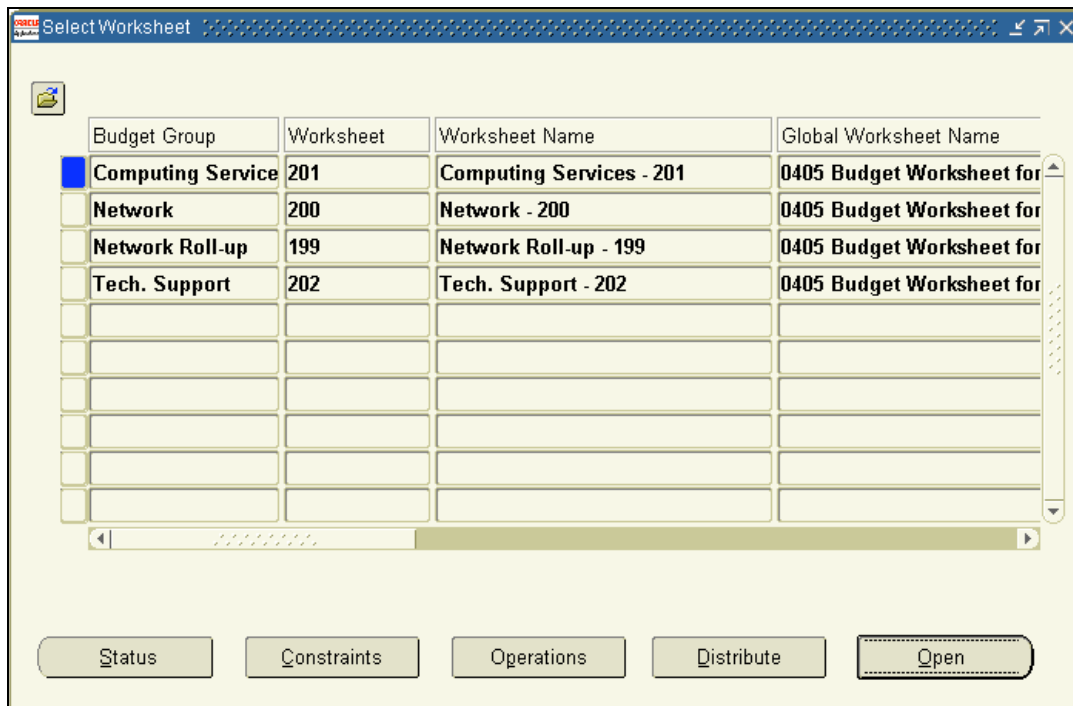 ORACLE
Select Worksheet
Budget Group Worksheet Worksheet Name Global Worksheet Name
Computing Service 201 Computing Services - 201 0405 Budget Worksheet for
Network 200 Network - 200 0405 Budget Worksheet for
Network Roll-up 199 Network Roll-up - 199 0405 Budget Worksheet for
Tech. Support 202 Tech. Support - 202 0405 Budget Worksheet for
Status Constraints Operations Distribute Open